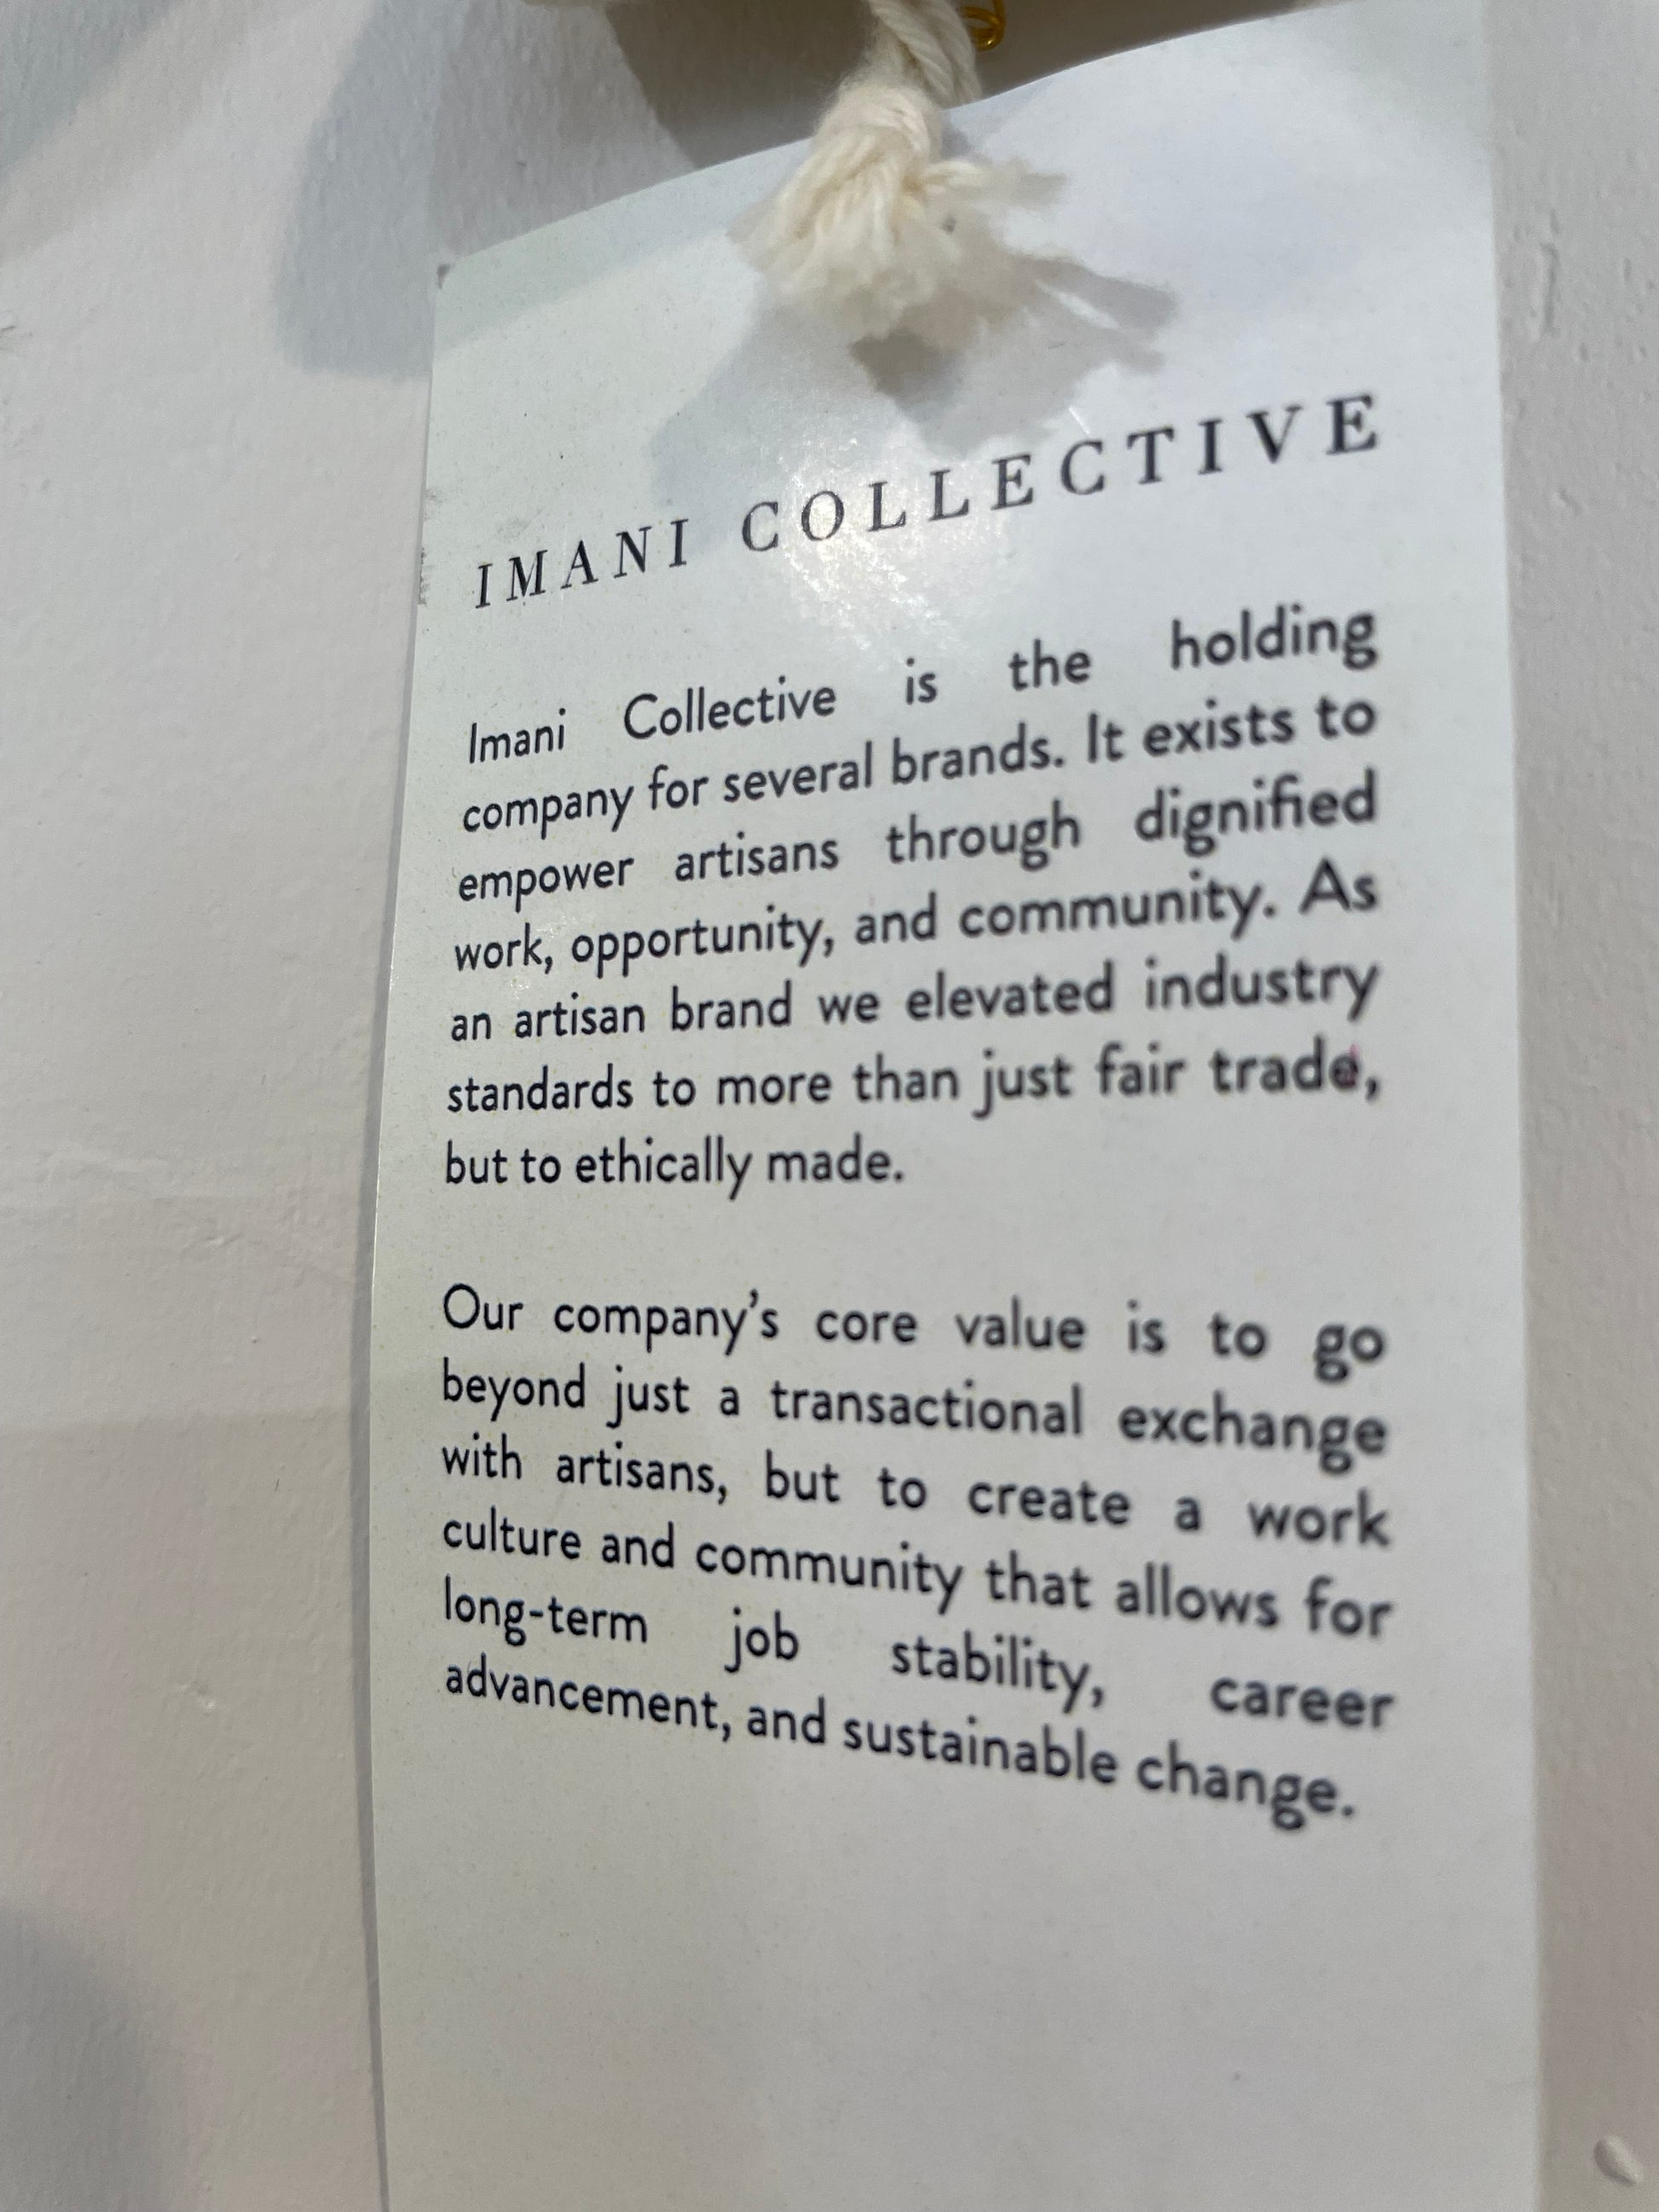 IMANI COLLECTIVE
Imani Collective is the holding
company for several brands. It exists to
empower artisans through dignified
work, opportunity, and community. As
an artisan brand we elevated industry
standards to more than just fair trade,
but to ethically made.
Our company's core value is to go
beyond just a transactional exchange
with artisans, but to create a work
culture and community that allows for
long-term job stability, career
advancement, and sustainable change.